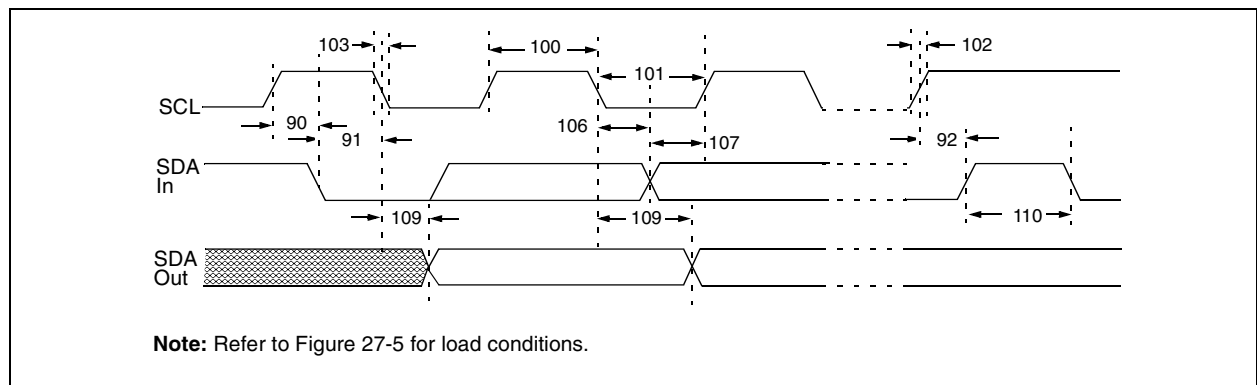 103
100
101
102
SCL
90
91
106
107
92
SDA
In
109
109
110
SDA
Out
Note: Refer to Figure 27-5 for load conditions.